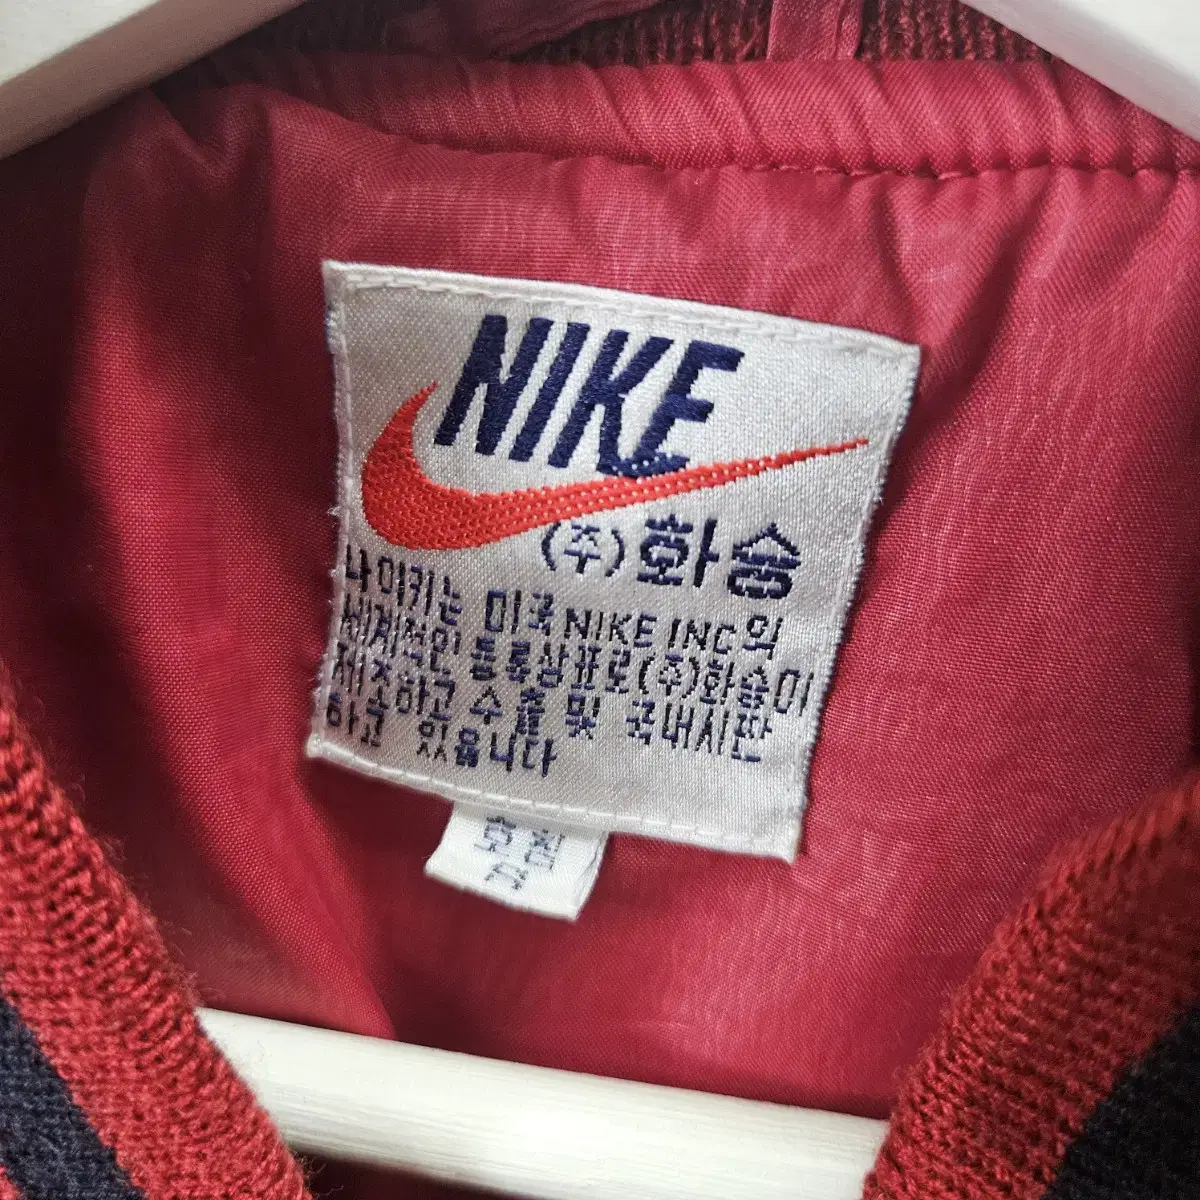 NIKE
(주)화승
나이키는 미국 NIKE INC의
세계적인 등록상표로(주)화승이
제조하고 수출 및 국내시판
하고 있읍니다